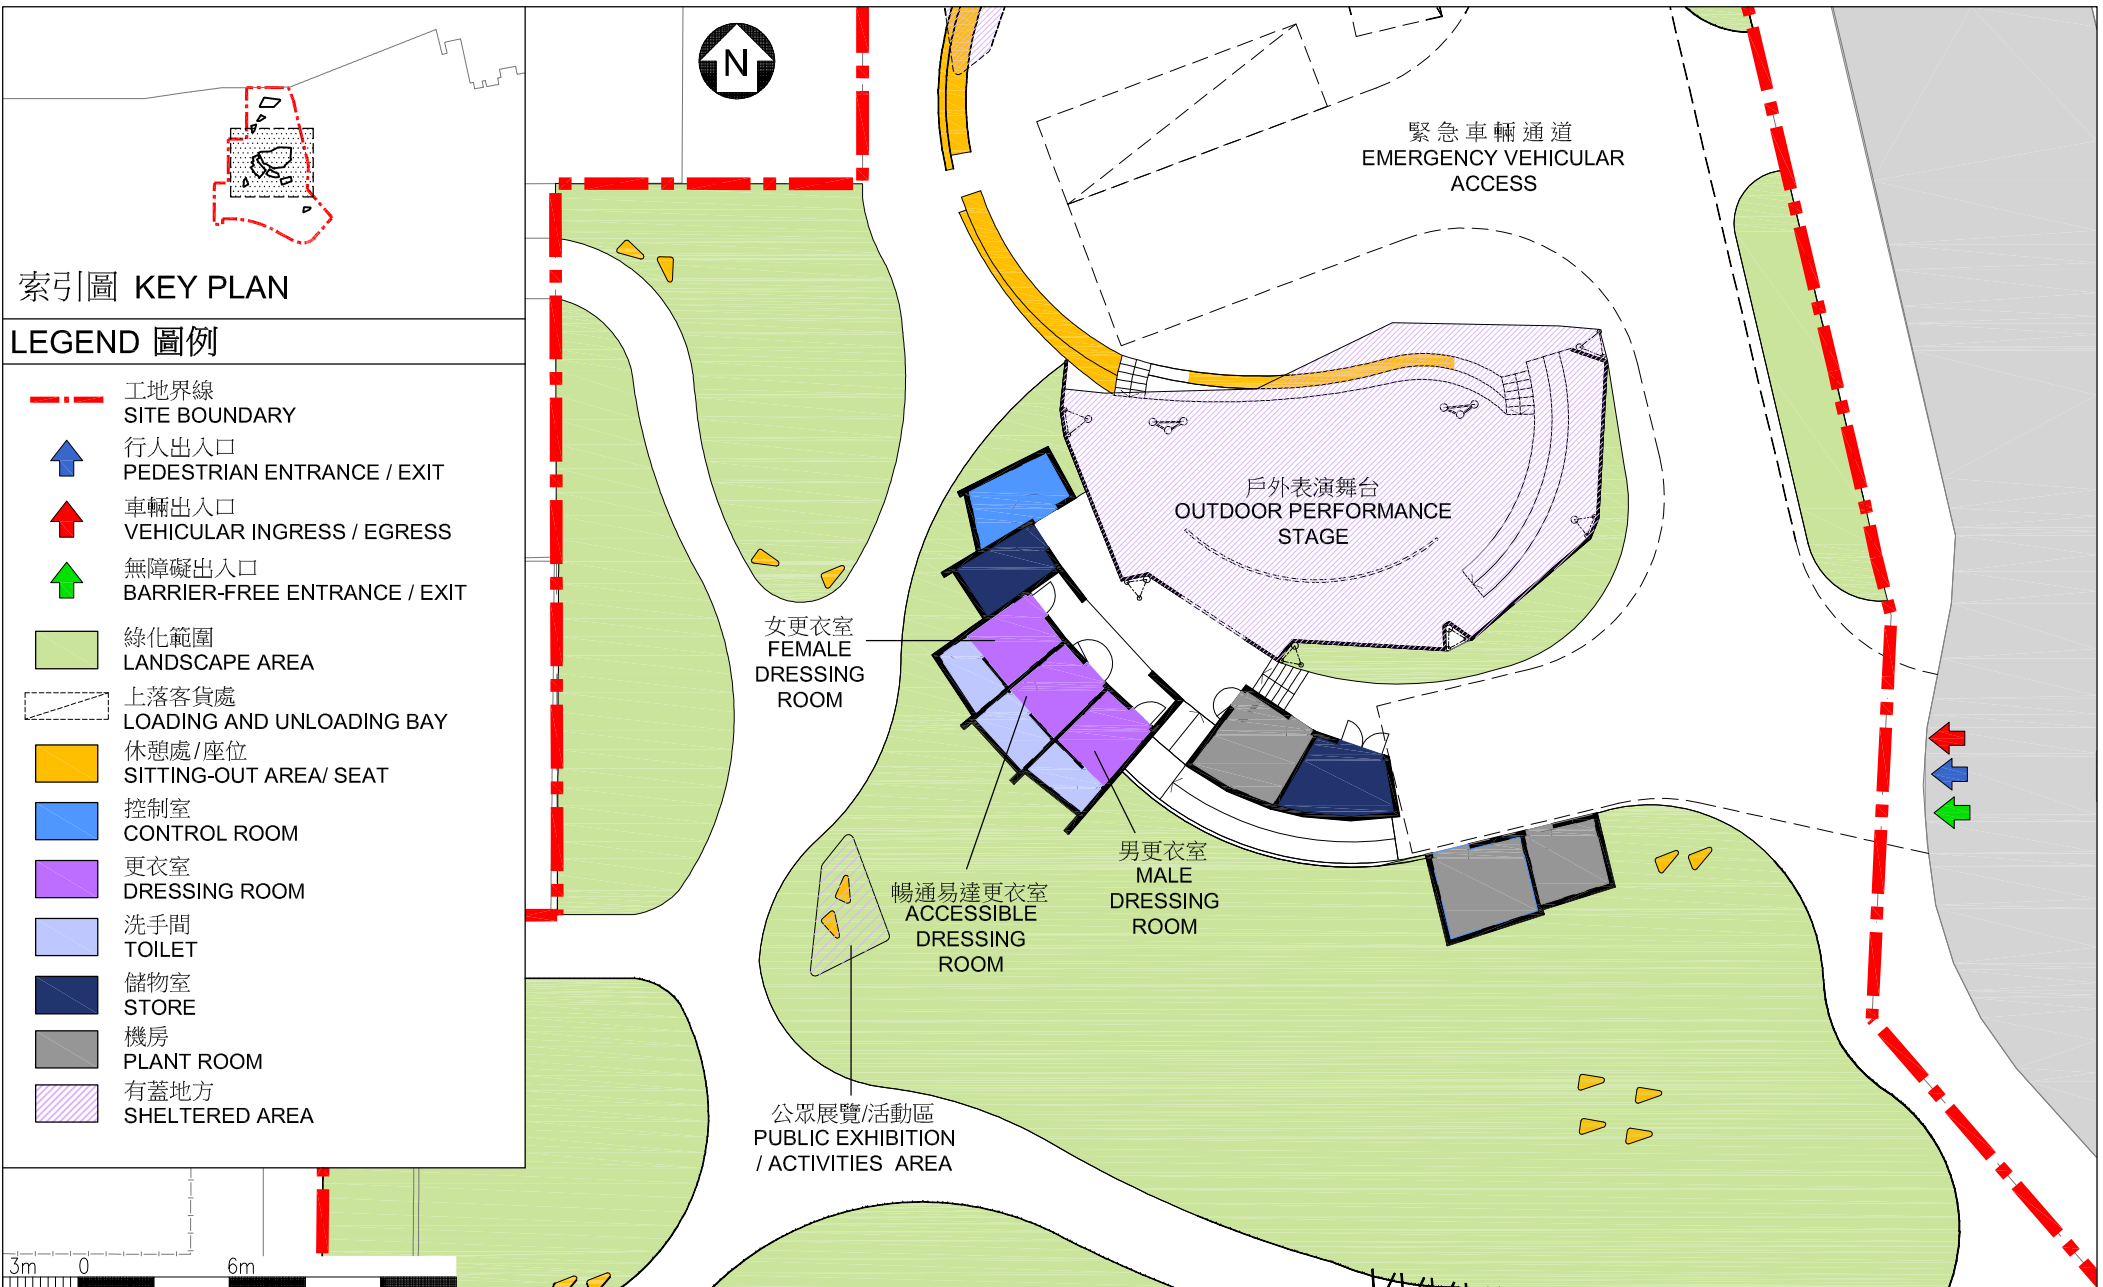 N
索引圖 KEY PLAN
LEGEND 圖例
工地界線
SITE BOUNDARY
行人出入口
PEDESTRIAN ENTRANCE / EXIT
車輛出入口
VEHICULAR INGRESS / EGRESS
無障礙出入口
BARRIER-FREE ENTRANCE / EXIT
綠化範圍
LANDSCAPE AREA
上落客貨處
LOADING AND UNLOADING BAY
休憩處/座位
SITTING-OUT AREA/ SEAT
控制室
CONTROL ROOM
更衣室
DRESSING ROOM
洗手間
TOILET
儲物室
STORE
機房
PLANT ROOM
有蓋地方
SHELTERED AREA
3m 0 6m
緊急車輛通道
EMERGENCY VEHICULAR
ACCESS
戶外表演舞台
OUTDOOR PERFORMANCE
STAGE
女更衣室
FEMALE
DRESSING
ROOM
男更衣室
MALE
DRESSING
ROOM
暢通易達更衣室
ACCESSIBLE
DRESSING
ROOM
公眾展覽/活動區
PUBLIC EXHIBITION
/ ACTIVITIES AREA